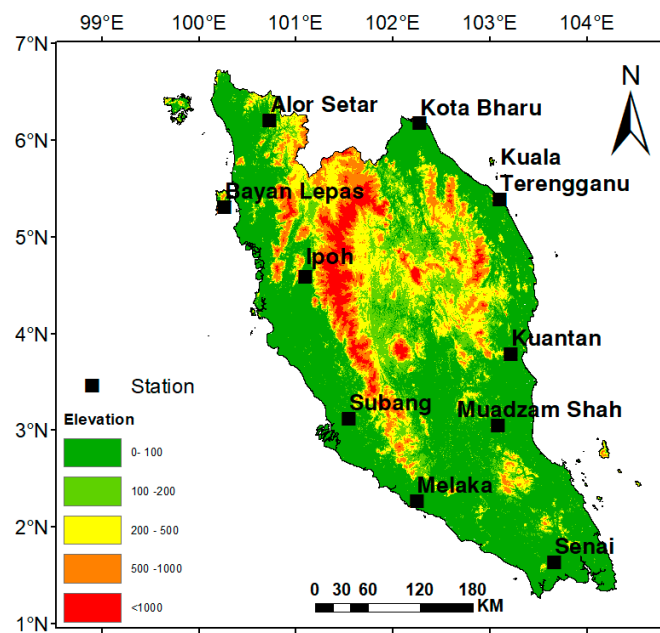 99°E 100°E 101°E 102°E 103°E 104°E
7°N
6°N
5°N
4°N
3°N
2°N
1°N
N
Alor Setar
Kota Bharu
Kuala
Terengganu
Bayan Lepas
Ipoh
Kuantan
Subang
Muadzam Shah
Melaka
Senai
Station
Elevation
0- 100
100 -200
200 - 500
500 -1000
<1000
0 30 60 120 180
KM